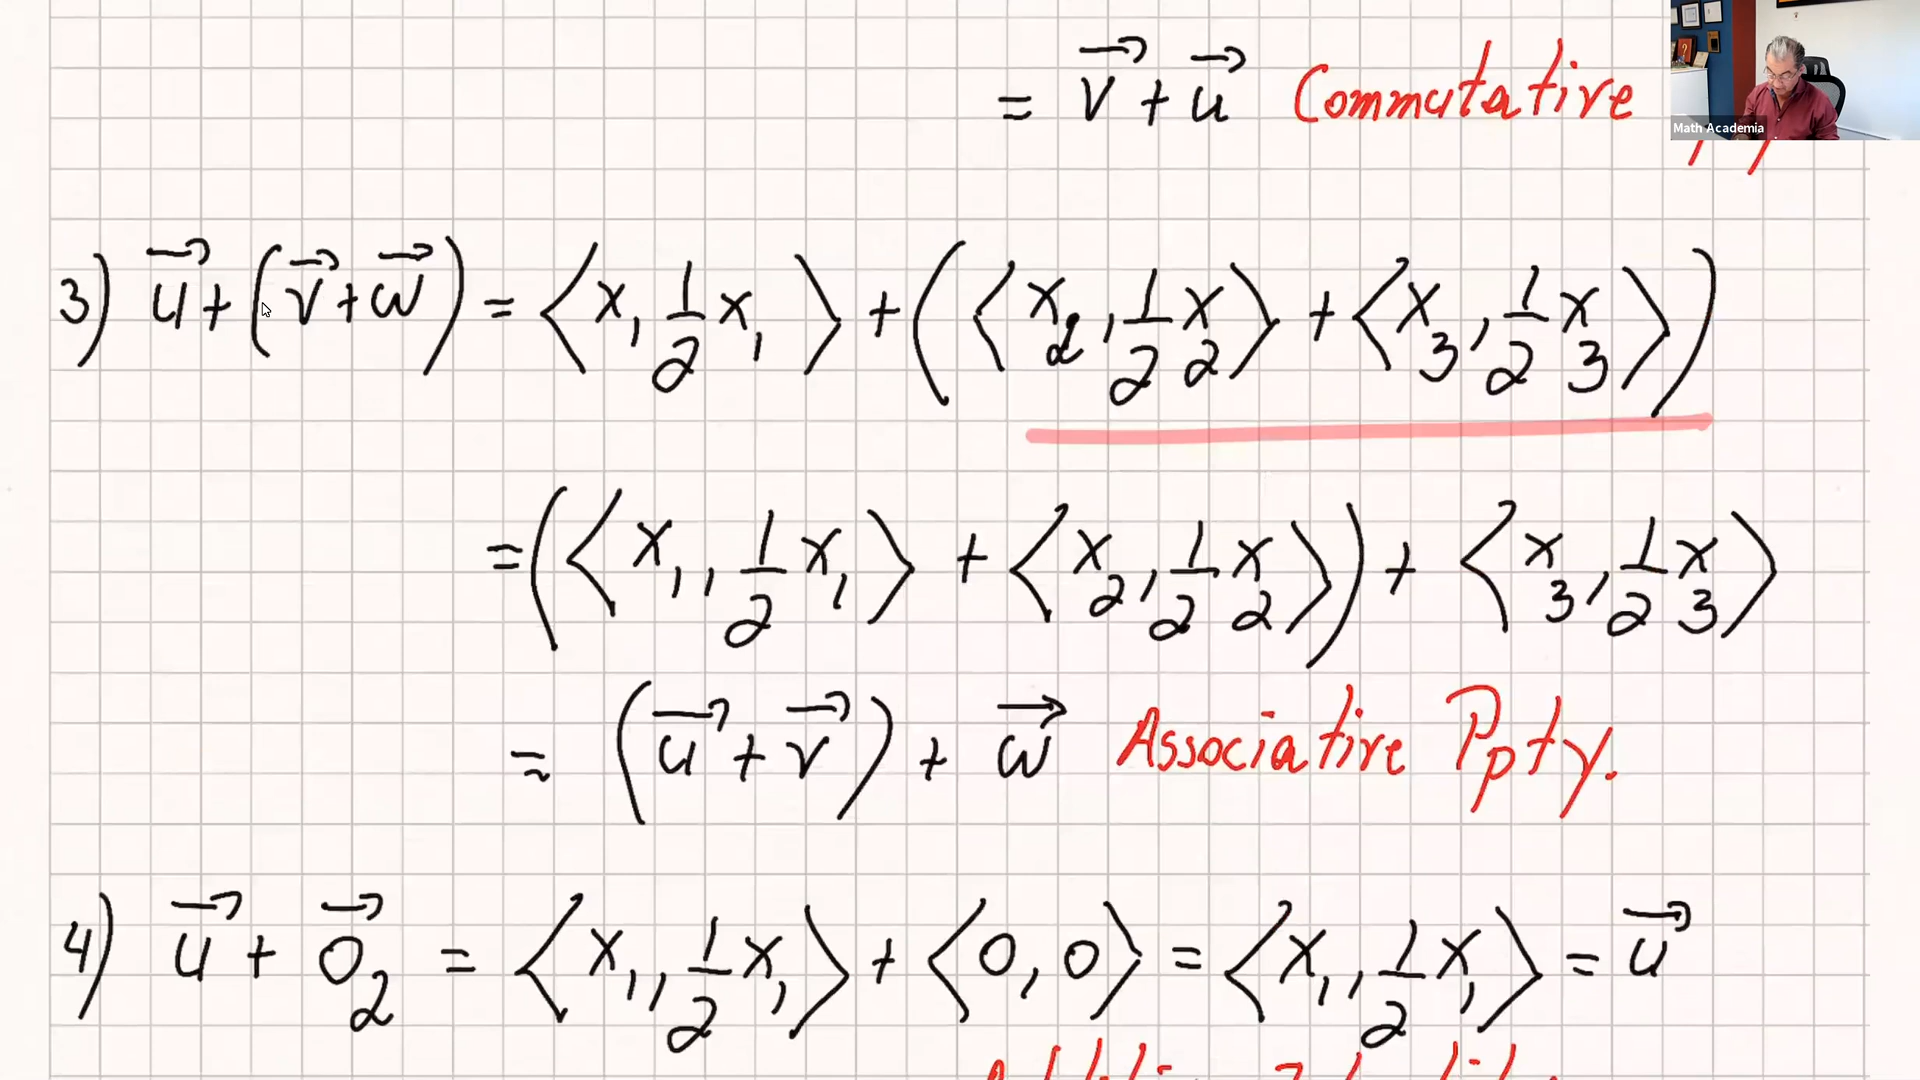 = v⃗ + u⃗ Commutative
Math Academia
3) u⃗ + (v⃗ + w⃗) = ⟨x, ½x₁⟩ + (⟨x₂, ½x₂⟩ + ⟨x₃, ½x₃⟩)
= (⟨x₁, ½x₁⟩ + ⟨x₂, ½x₂⟩) + ⟨x₃, ½x₃⟩
= (u⃗ + v⃗) + w⃗ Associative Ppty.
4) u⃗ + 0⃗₂ = ⟨x₁, ½x₁⟩ + ⟨0, 0⟩ = ⟨x₁, ½x₁⟩ = u⃗